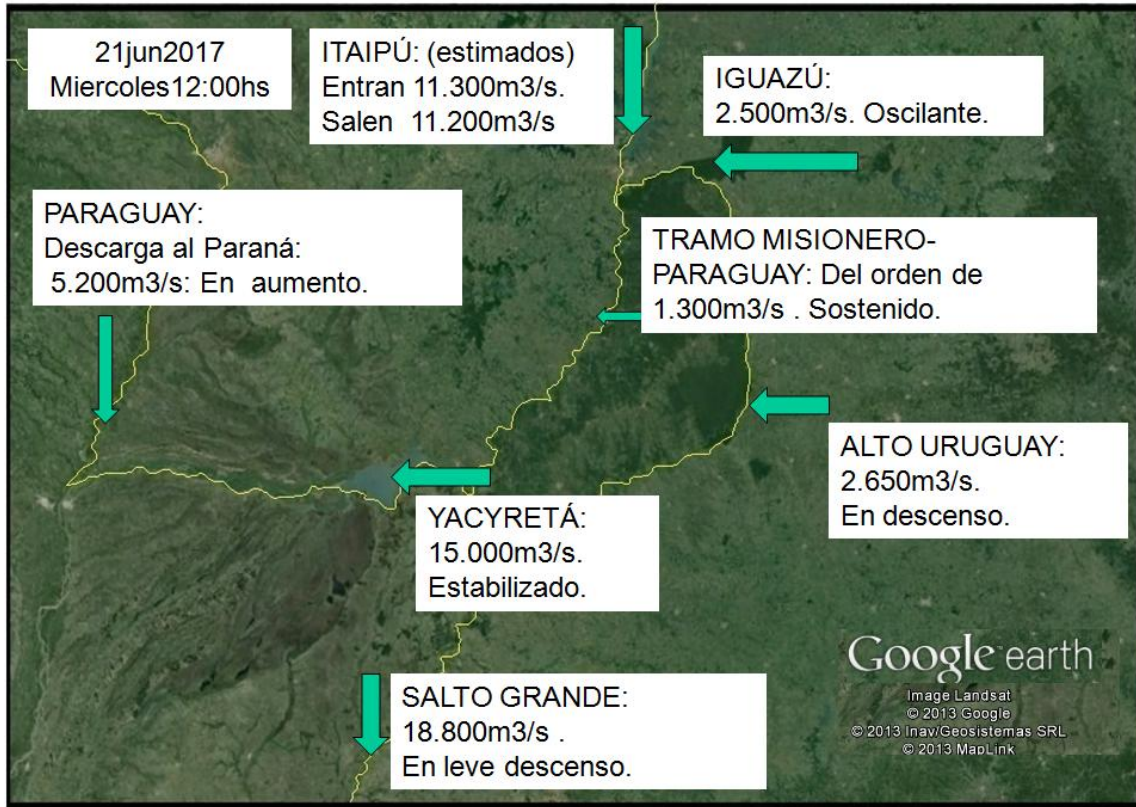 21jun2017
Miercoles12:00hs
ITAIPÚ: (estimados)
Entran 11.300m3/s.
Salen 11.200m3/s
IGUAZÚ:
2.500m3/s. Oscilante.
PARAGUAY:
Descarga al Paraná:
5.200m3/s: En aumento.
TRAMO MISIONERO-
PARAGUAY: Del orden de
1.300m3/s . Sostenido.
ALTO URUGUAY:
2.650m3/s.
En descenso.
YACYRETÁ:
15.000m3/s.
Estabilizado.
SALTO GRANDE:
18.800m3/s .
En leve descenso.
Google earth
Image Landsat
© 2013 Google
© 2013 Inav/Geosistemas SRL
© 2013 MapLink